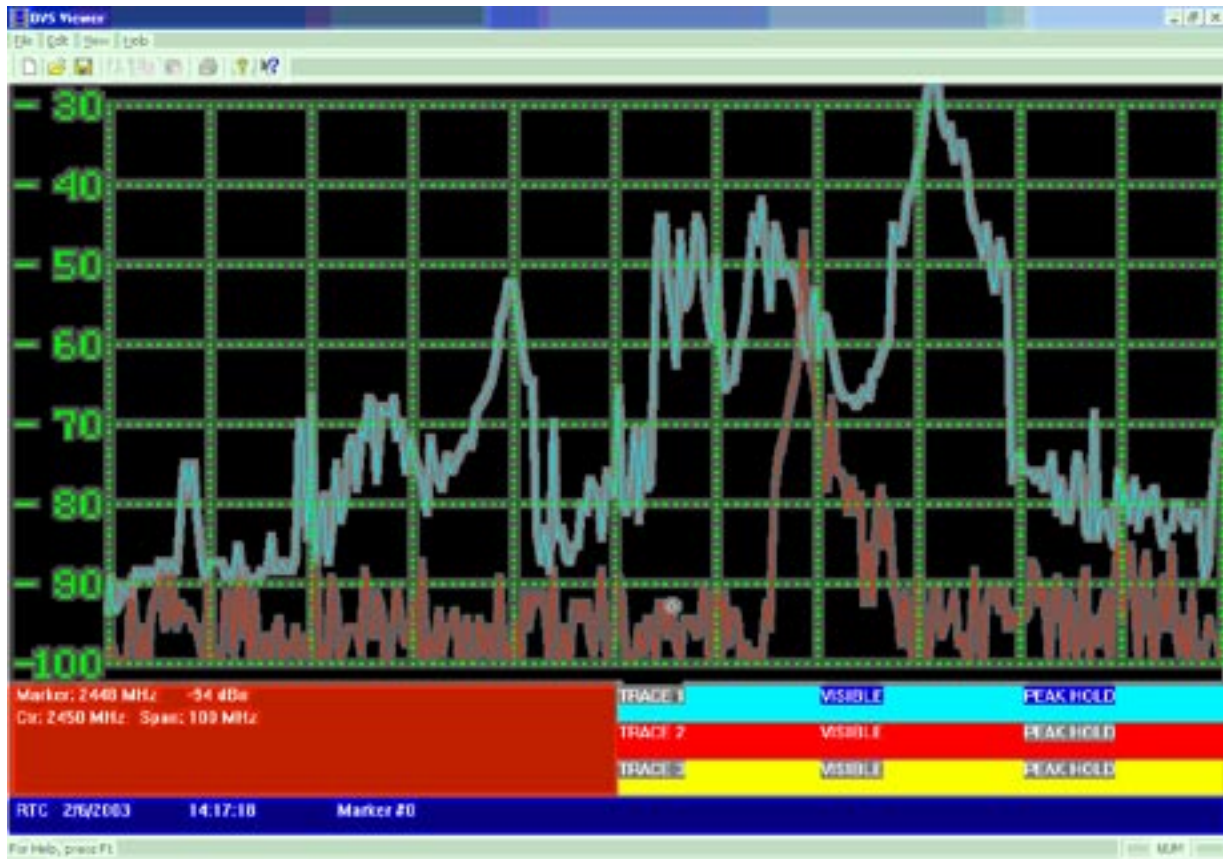 DVS Viewer
File Edit View Help
- 30
- 40
- 50
- 60
- 70
- 80
- 90
-100
Marker: 2448 MHz -94 dBm
Ctr: 2450 MHz Span: 100 MHz
TRACE 1 VISIBLE PEAK HOLD
TRACE 2 VISIBLE PEAK HOLD
TRACE 3 VISIBLE PEAK HOLD
RTC 2/6/2003 14:17:18 Marker #0
For Help, press F1
NUM